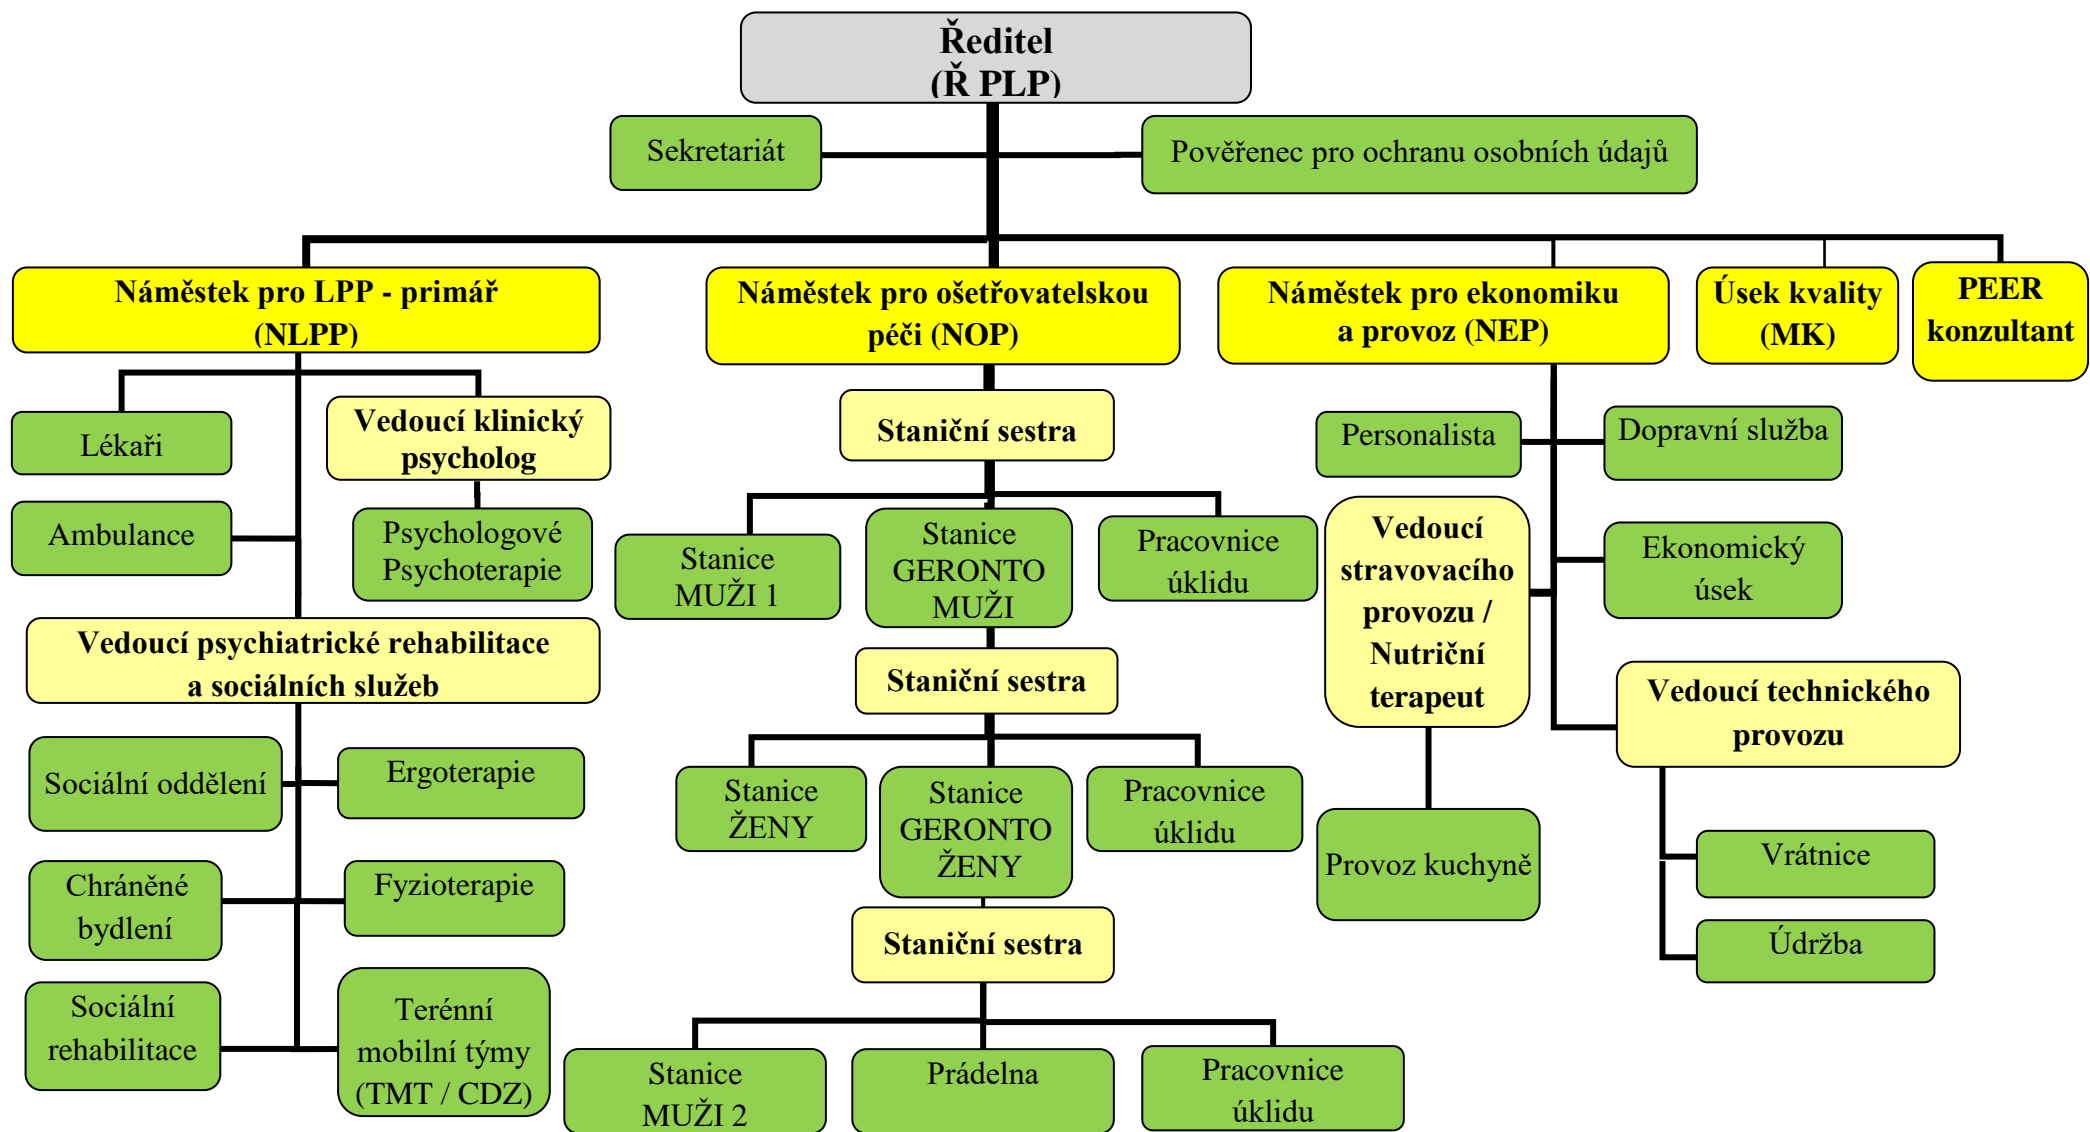 Ředitel
(Ř PLP)
Sekretariát
Pověřenec pro ochranu osobních údajů
Náměstek pro LPP - primář
(NLPP)
Náměstek pro ošetřovatelskou
péči (NOP)
Náměstek pro ekonomiku
a provoz (NEP)
Úsek kvality
(MK)
PEER
konzultant
Lékaři
Vedoucí klinický
psycholog
Ambulance
Psychologové
Psychoterapie
Vedoucí psychiatrické rehabilitace
a sociálních služeb
Sociální oddělení
Ergoterapie
Chráněné
bydlení
Fyzioterapie
Sociální
rehabilitace
Terénní
mobilní týmy
(TMT / CDZ)
Staniční sestra
Stanice
MUŽI 1
Stanice
GERONTO
MUŽI
Pracovnice
úklidu
Staniční sestra
Stanice
ŽENY
Stanice
GERONTO
ŽENY
Pracovnice
úklidu
Staniční sestra
Stanice
MUŽI 2
Prádelna
Pracovnice
úklidu
Personalista
Dopravní služba
Vedoucí
stravovacího
provozu /
Nutriční
terapeut
Ekonomický
úsek
Vedoucí technického
provozu
Provoz kuchyně
Vrátnice
Údržba